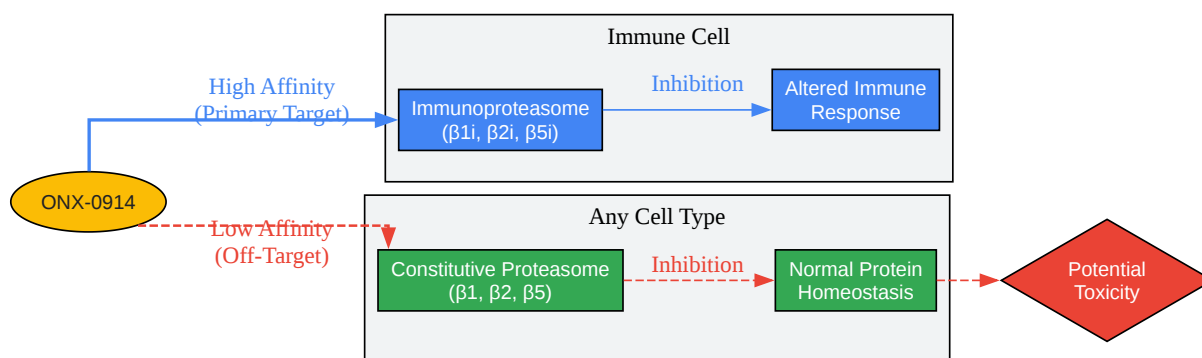 Immune Cell
High Affinity
(Primary Target)
Immunoproteasome
(β1i, β2i, β5i)
Inhibition
Altered Immune
Response
ONX-0914
Low Affinity
(Off-Target)
Any Cell Type
Constitutive Proteasome
(β1, β2, β5)
Inhibition
Normal Protein
Homeostasis
Potential
Toxicity